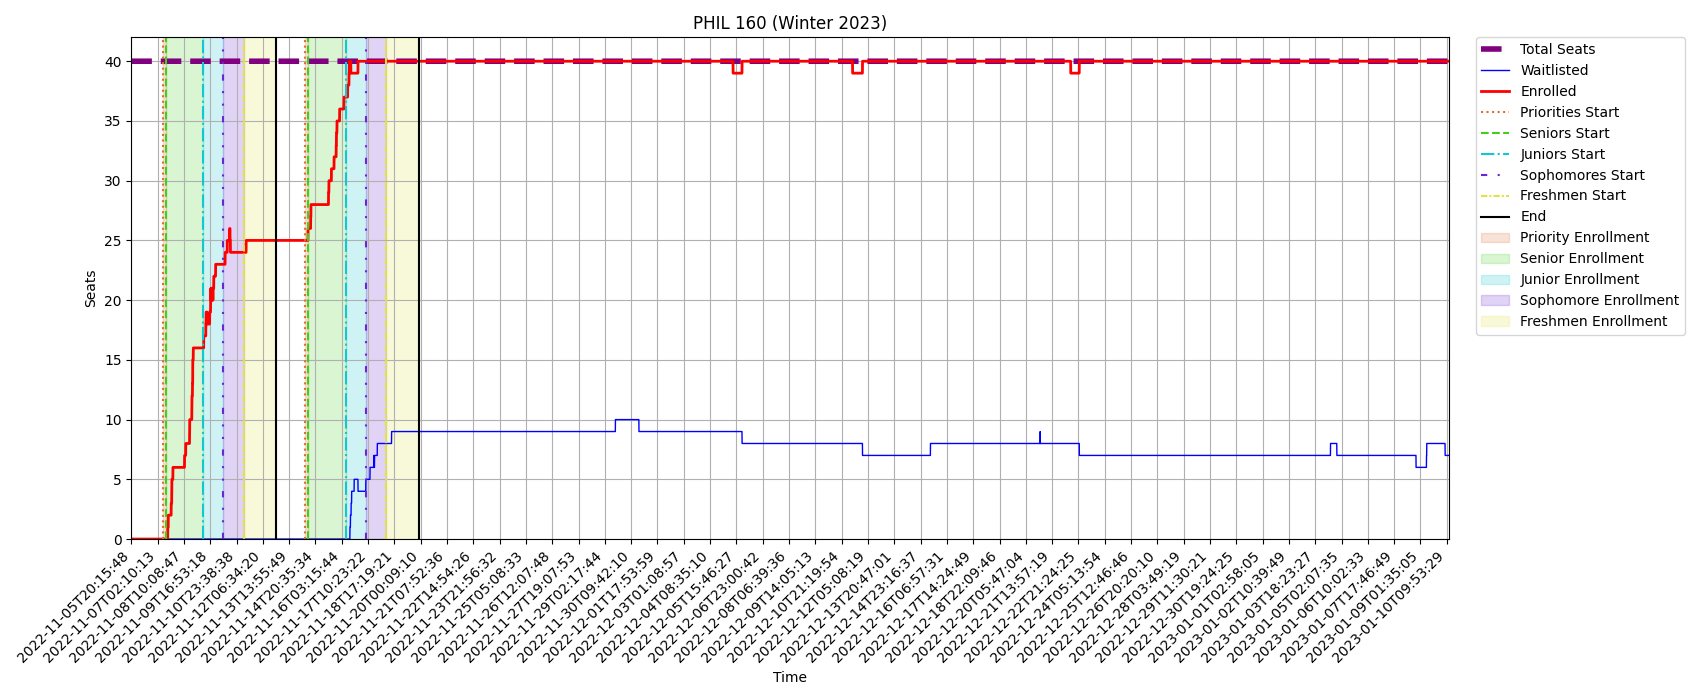 PHIL 160 (Winter 2023)
Seats
40
35
30
25
20
15
10
5
0
2022-11-05T20:15:48
2022-11-07T02:10:13
2022-11-08T10:08:47
2022-11-09T16:53:18
2022-11-10T23:38:38
2022-11-12T06:34:20
2022-11-13T13:55:49
2022-11-14T20:35:34
2022-11-16T03:15:44
2022-11-17T10:23:22
2022-11-18T17:19:21
2022-11-20T00:09:10
2022-11-21T07:52:36
2022-11-22T14:54:26
2022-11-23T21:56:32
2022-11-25T05:08:33
2022-11-26T12:07:48
2022-11-27T19:07:53
2022-11-29T02:17:44
2022-11-30T09:42:10
2022-12-01T17:53:59
2022-12-03T01:08:57
2022-12-04T08:35:10
2022-12-05T15:46:27
2022-12-06T23:00:42
2022-12-08T06:39:36
2022-12-09T14:05:13
2022-12-10T21:19:54
2022-12-12T05:08:19
2022-12-13T20:47:01
2022-12-14T23:16:37
2022-12-16T06:57:31
2022-12-17T14:24:49
2022-12-18T22:09:46
2022-12-20T05:47:04
2022-12-21T13:57:19
2022-12-22T21:24:25
2022-12-24T05:13:54
2022-12-25T12:46:46
2022-12-26T20:20:10
2022-12-28T03:49:19
2022-12-29T11:30:21
2022-12-30T19:24:25
2023-01-01T02:58:05
2023-01-02T10:39:49
2023-01-03T18:23:27
2023-01-05T02:07:35
2023-01-06T10:02:33
2023-01-07T17:46:49
2023-01-09T01:35:05
2023-01-10T09:53:29
Time
Total Seats
Waitlisted
Enrolled
Priorities Start
Seniors Start
Juniors Start
Sophomores Start
Freshmen Start
End
Priority Enrollment
Senior Enrollment
Junior Enrollment
Sophomore Enrollment
Freshmen Enrollment